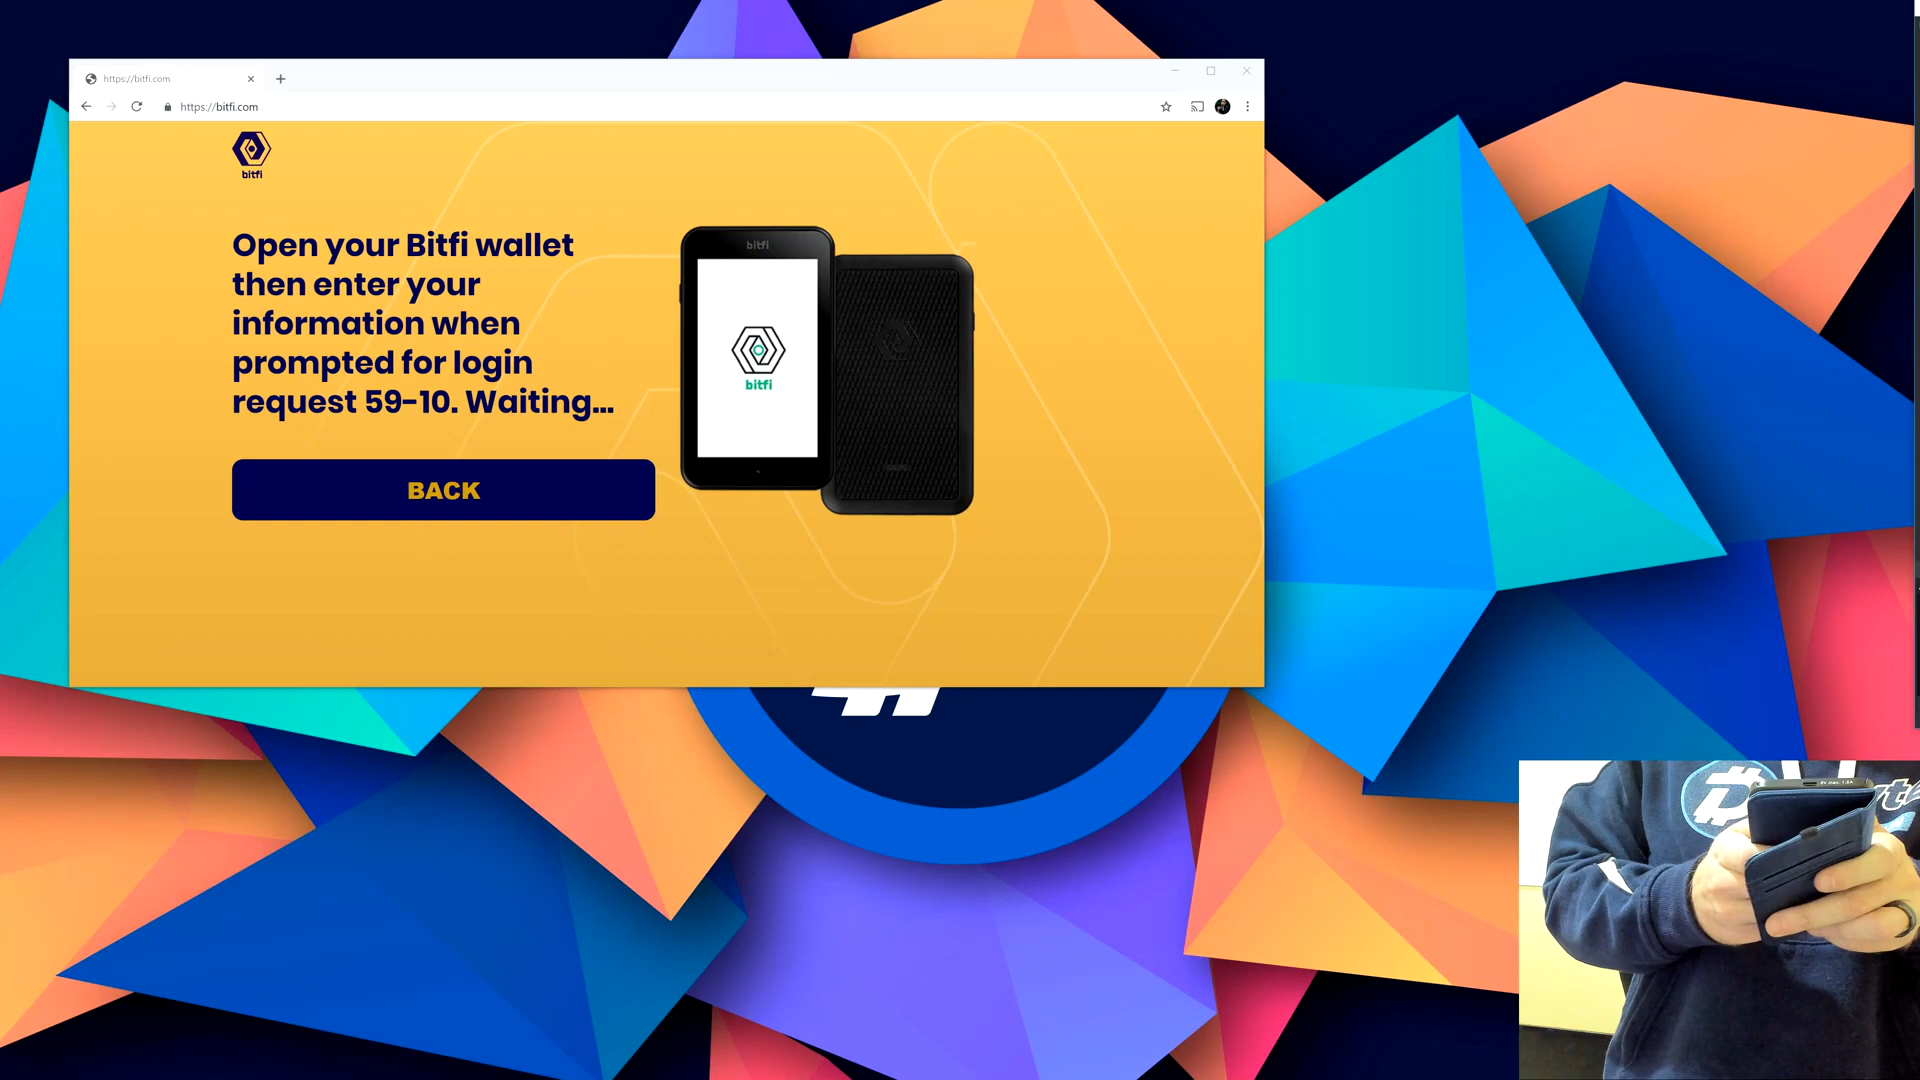 https://bitfi.com
https://bitfi.com
bitfi
Open your Bitfi wallet
then enter your
information when
prompted for login
request 59-10. Waiting...
BACK
bitfi
bitfi